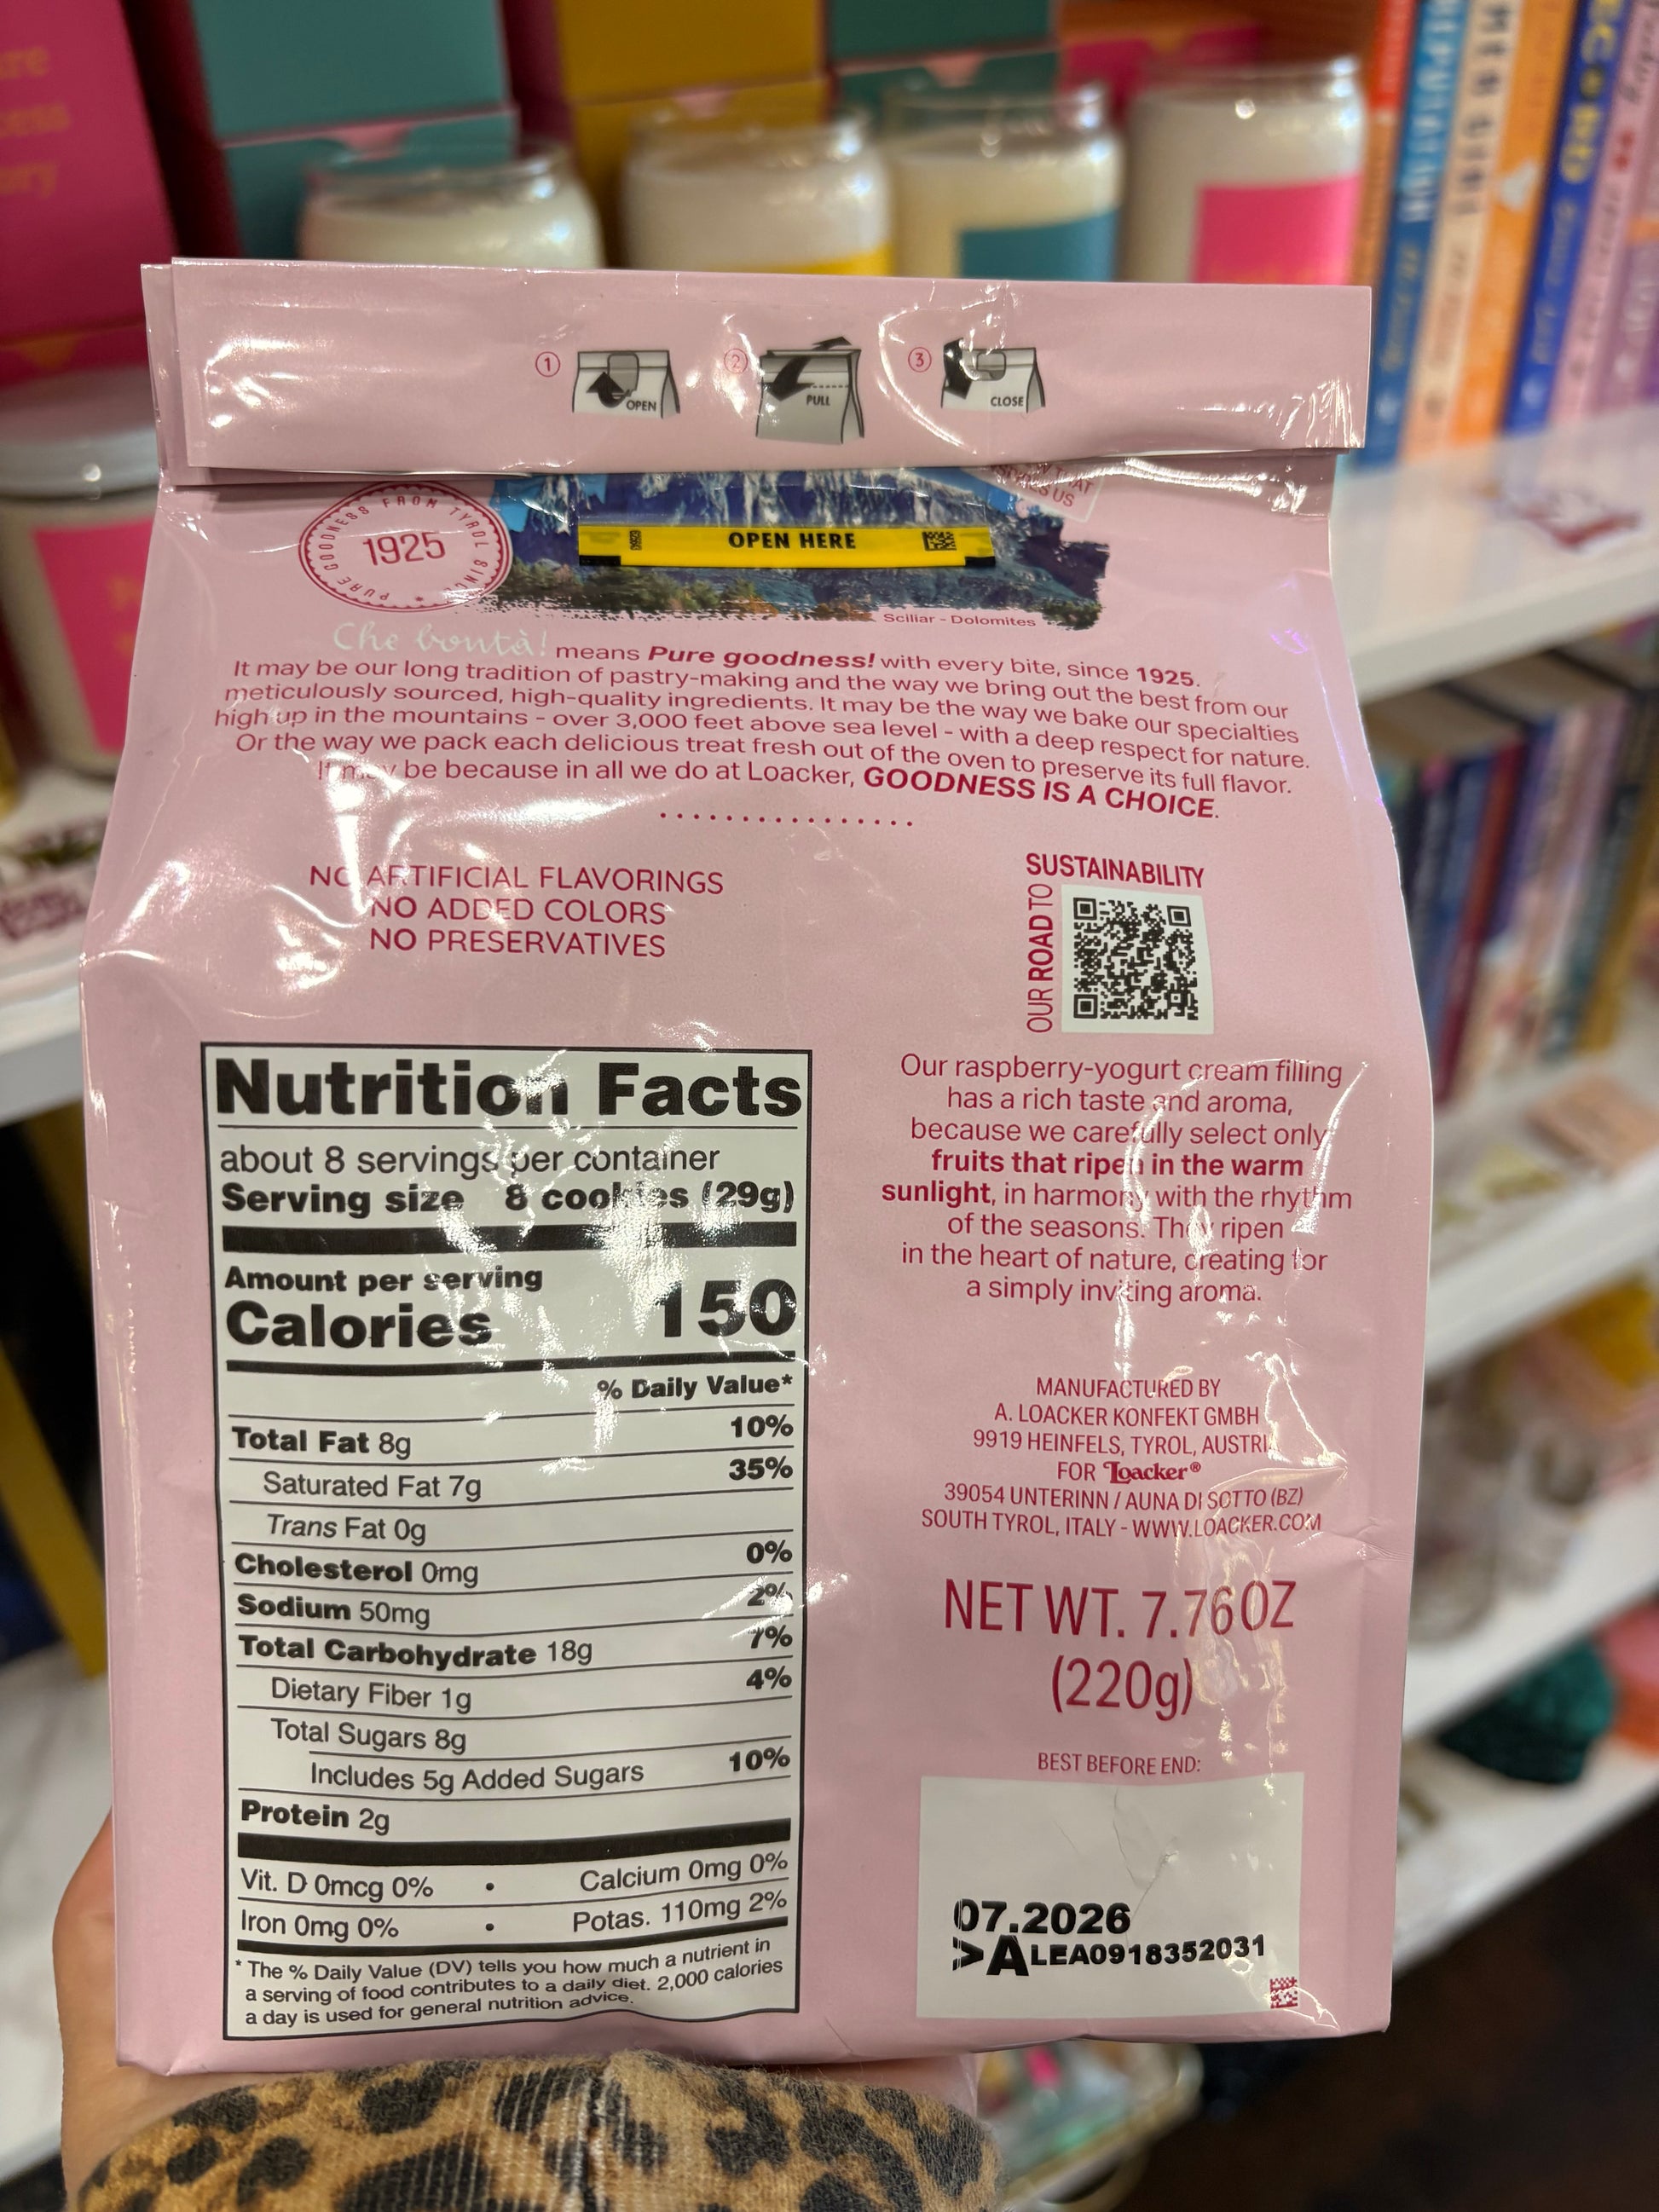 ① OPEN ② PULL ③ CLOSE
PURE GOODNESS FROM TYROL
1925
OPEN HERE
US
Sciliar - Dolomites
Che bontà! means Pure goodness! with every bite, since 1925.
It may be our long tradition of pastry-making and the way we bring out the best from our
meticulously sourced, high-quality ingredients. It may be the way we bake our specialties
high up in the mountains - over 3,000 feet above sea level - with a deep respect for nature.
Or the way we pack each delicious treat fresh out of the oven to preserve its full flavor.
It may be because in all we do at Loacker, GOODNESS IS A CHOICE.
NO ARTIFICIAL FLAVORINGS
NO ADDED COLORS
NO PRESERVATIVES
OUR ROAD TO
SUSTAINABILITY
Nutrition Facts
about 8 servings per container
Serving size 8 cookies (29g)
Amount per serving
Calories 150
% Daily Value*
Total Fat 8g 10%
Saturated Fat 7g 35%
Trans Fat 0g
Cholesterol 0mg 0%
Sodium 50mg 2%
Total Carbohydrate 18g 7%
Dietary Fiber 1g 4%
Total Sugars 8g
Includes 5g Added Sugars 10%
Protein 2g
Vit. D 0mcg 0% • Calcium 0mg 0%
Iron 0mg 0% • Potas. 110mg 2%
* The % Daily Value (DV) tells you how much a nutrient in
a serving of food contributes to a daily diet. 2,000 calories
a day is used for general nutrition advice.
Our raspberry-yogurt cream filling
has a rich taste and aroma,
because we carefully select only
fruits that ripen in the warm
sunlight, in harmony with the rhythm
of the seasons. They ripen
in the heart of nature, creating for
a simply inviting aroma.
MANUFACTURED BY
A. LOACKER KONFEKT GMBH
9919 HEINFELS, TYROL, AUSTRIA
FOR Loacker®
39054 UNTERINN / AUNA DI SOTTO (BZ)
SOUTH TYROL, ITALY - WWW.LOACKER.COM
NET WT. 7.76OZ
(220g)
BEST BEFORE END:
07.2026
>A LEA0918352031